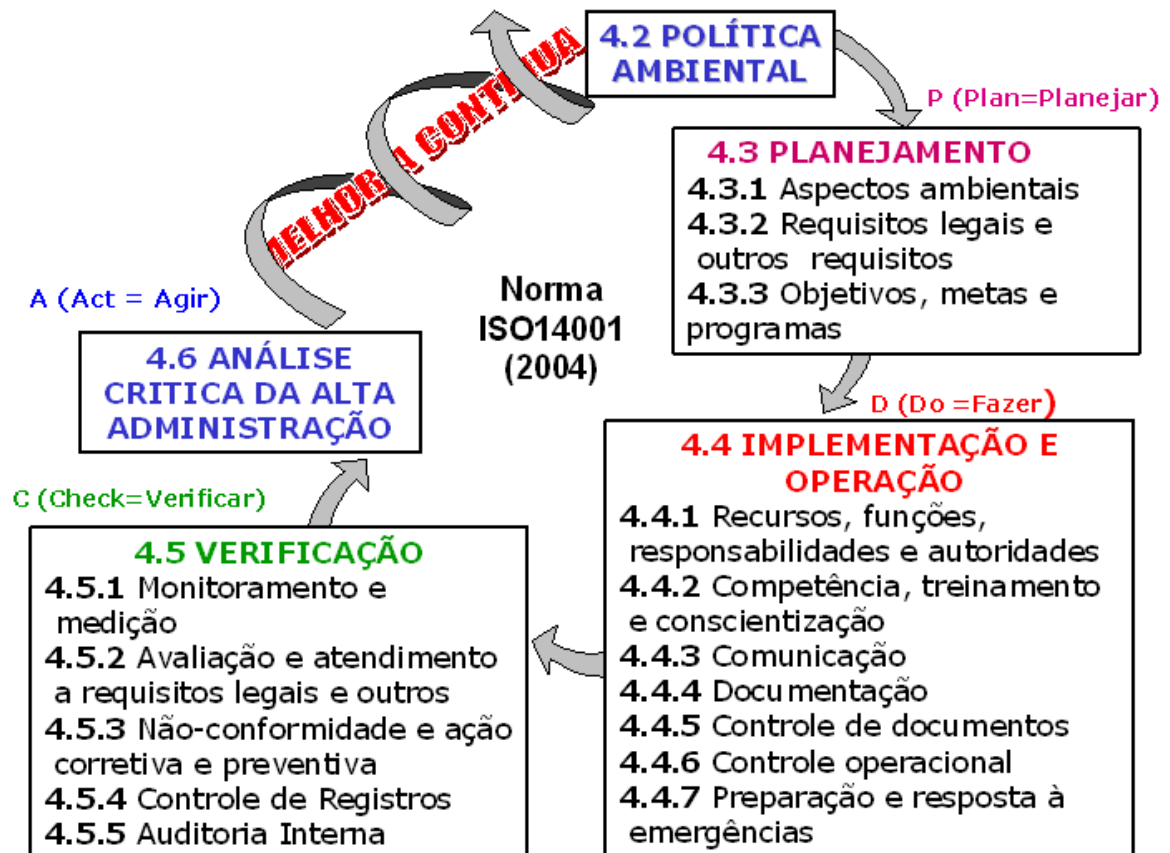 4.2 POLÍTICA
AMBIENTAL
MELHORIA CONTÍNUA
P (Plan=Planejar)
4.3 PLANEJAMENTO
4.3.1 Aspectos ambientais
4.3.2 Requisitos legais e
outros requisitos
4.3.3 Objetivos, metas e
programas
Norma
ISO14001
(2004)
A (Act = Agir)
4.6 ANÁLISE
CRITICA DA ALTA
ADMINISTRAÇÃO
D (Do =Fazer)
4.4 IMPLEMENTAÇÃO E
OPERAÇÃO
4.4.1 Recursos, funções,
responsabilidades e autoridades
4.4.2 Competência, treinamento
e conscientização
4.4.3 Comunicação
4.4.4 Documentação
4.4.5 Controle de documentos
4.4.6 Controle operacional
4.4.7 Preparação e resposta à
emergências
C (Check=Verificar)
4.5 VERIFICAÇÃO
4.5.1 Monitoramento e
medição
4.5.2 Avaliação e atendimento
a requisitos legais e outros
4.5.3 Não-conformidade e ação
corretiva e preventiva
4.5.4 Controle de Registros
4.5.5 Auditoria Interna